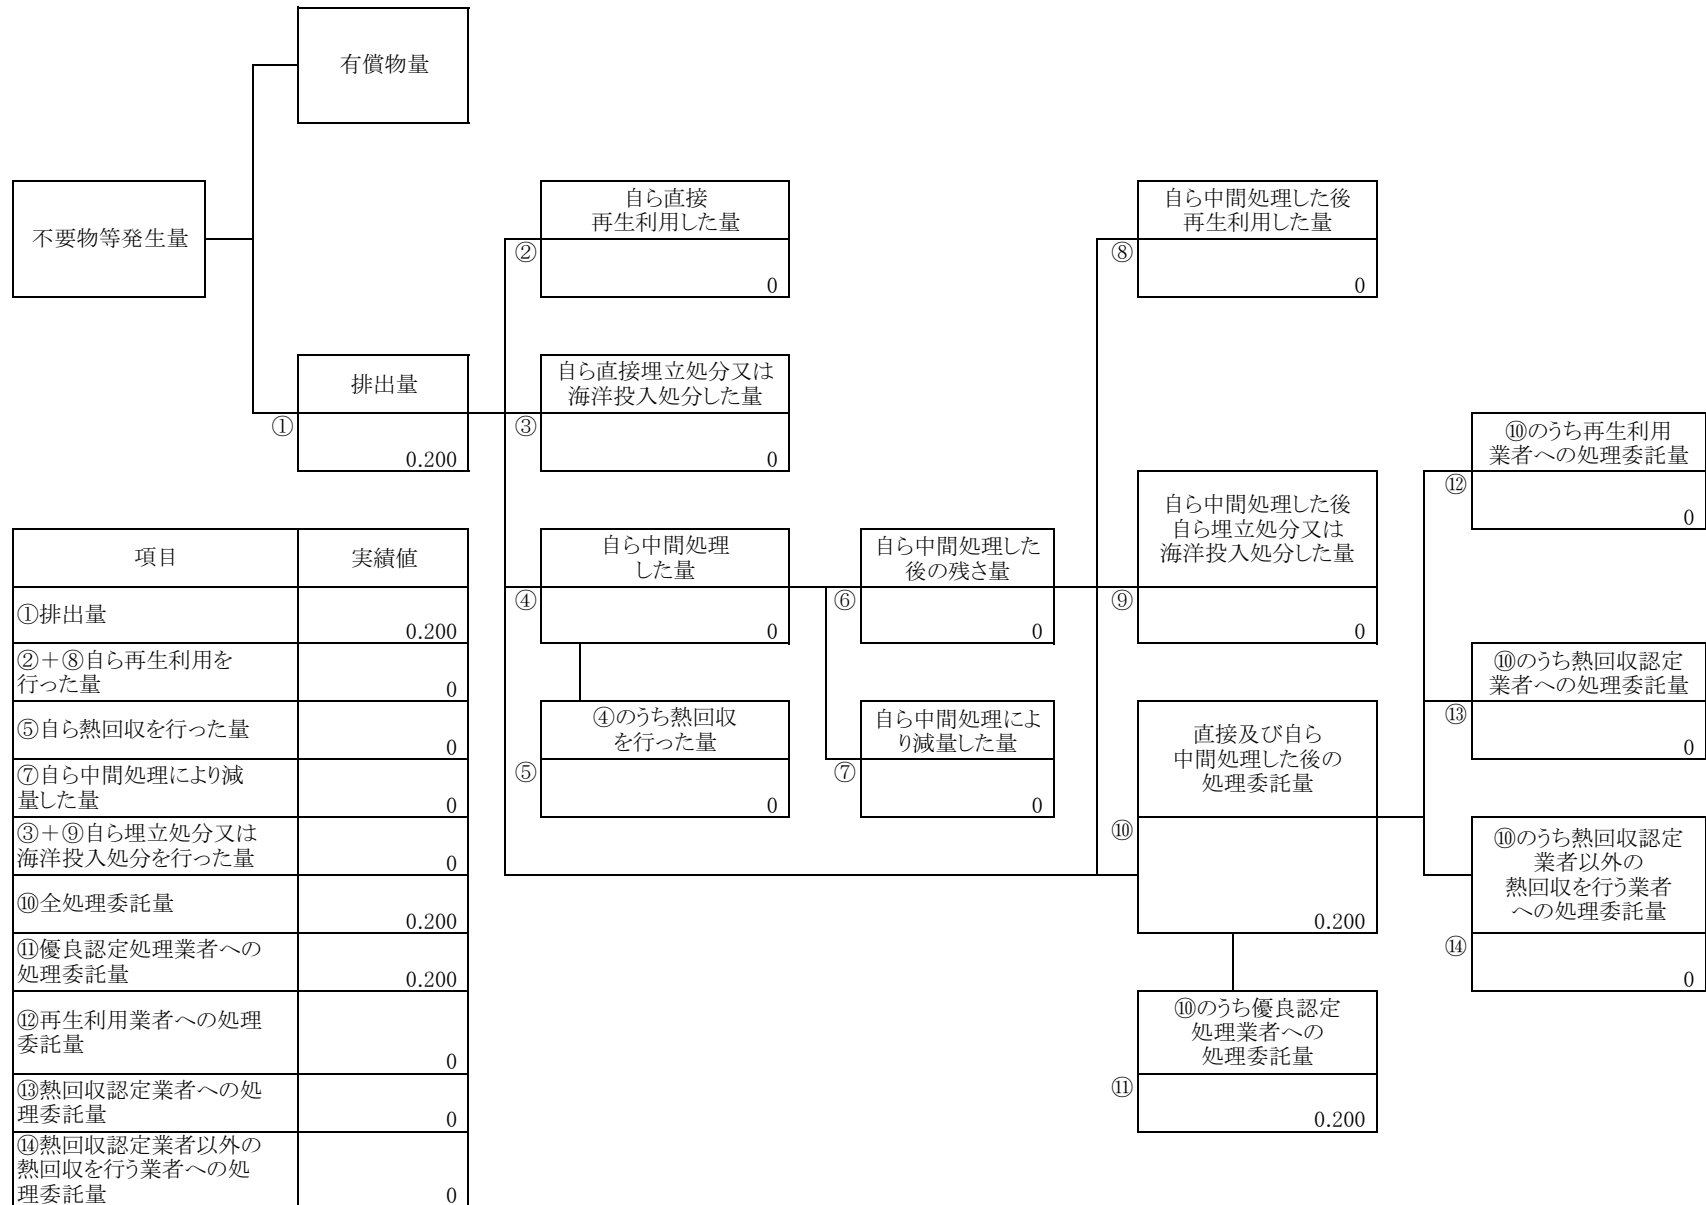 有償物量
不要物等発生量
自ら直接
再生利用した量
②
0
自ら中間処理した後
再生利用した量
⑧
0
排出量
①
0.200
自ら直接埋立処分又は
海洋投入処分した量
③
0
⑩のうち再生利用
業者への処理委託量
⑫
0
自ら中間処理
した量
④
0
自ら中間処理した
後の残さ量
⑥
0
自ら中間処理した後
自ら埋立処分又は
海洋投入処分した量
⑨
0
⑩のうち熱回収認定
業者への処理委託量
⑬
0
④のうち熱回収
を行った量
⑤
0
自ら中間処理によ
り減量した量
⑦
0
直接及び自ら
中間処理した後の
処理委託量
⑩
0.200
⑩のうち熱回収認定
業者以外の
熱回収を行う業者
への処理委託量
⑭
0
⑩のうち優良認定
処理業者への
処理委託量
⑪
0.200
項目 実績値
①排出量
0.200
②＋⑧自ら再生利用を
行った量 0
⑤自ら熱回収を行った量
0
⑦自ら中間処理により減
量した量 0
③＋⑨自ら埋立処分又は
海洋投入処分を行った量 0
⑩全処理委託量
0.200
⑪優良認定処理業者への
処理委託量 0.200
⑫再生利用業者への処理
委託量
0
⑬熱回収認定業者への処
理委託量 0
⑭熱回収認定業者以外の
熱回収を行う業者への処
理委託量 0